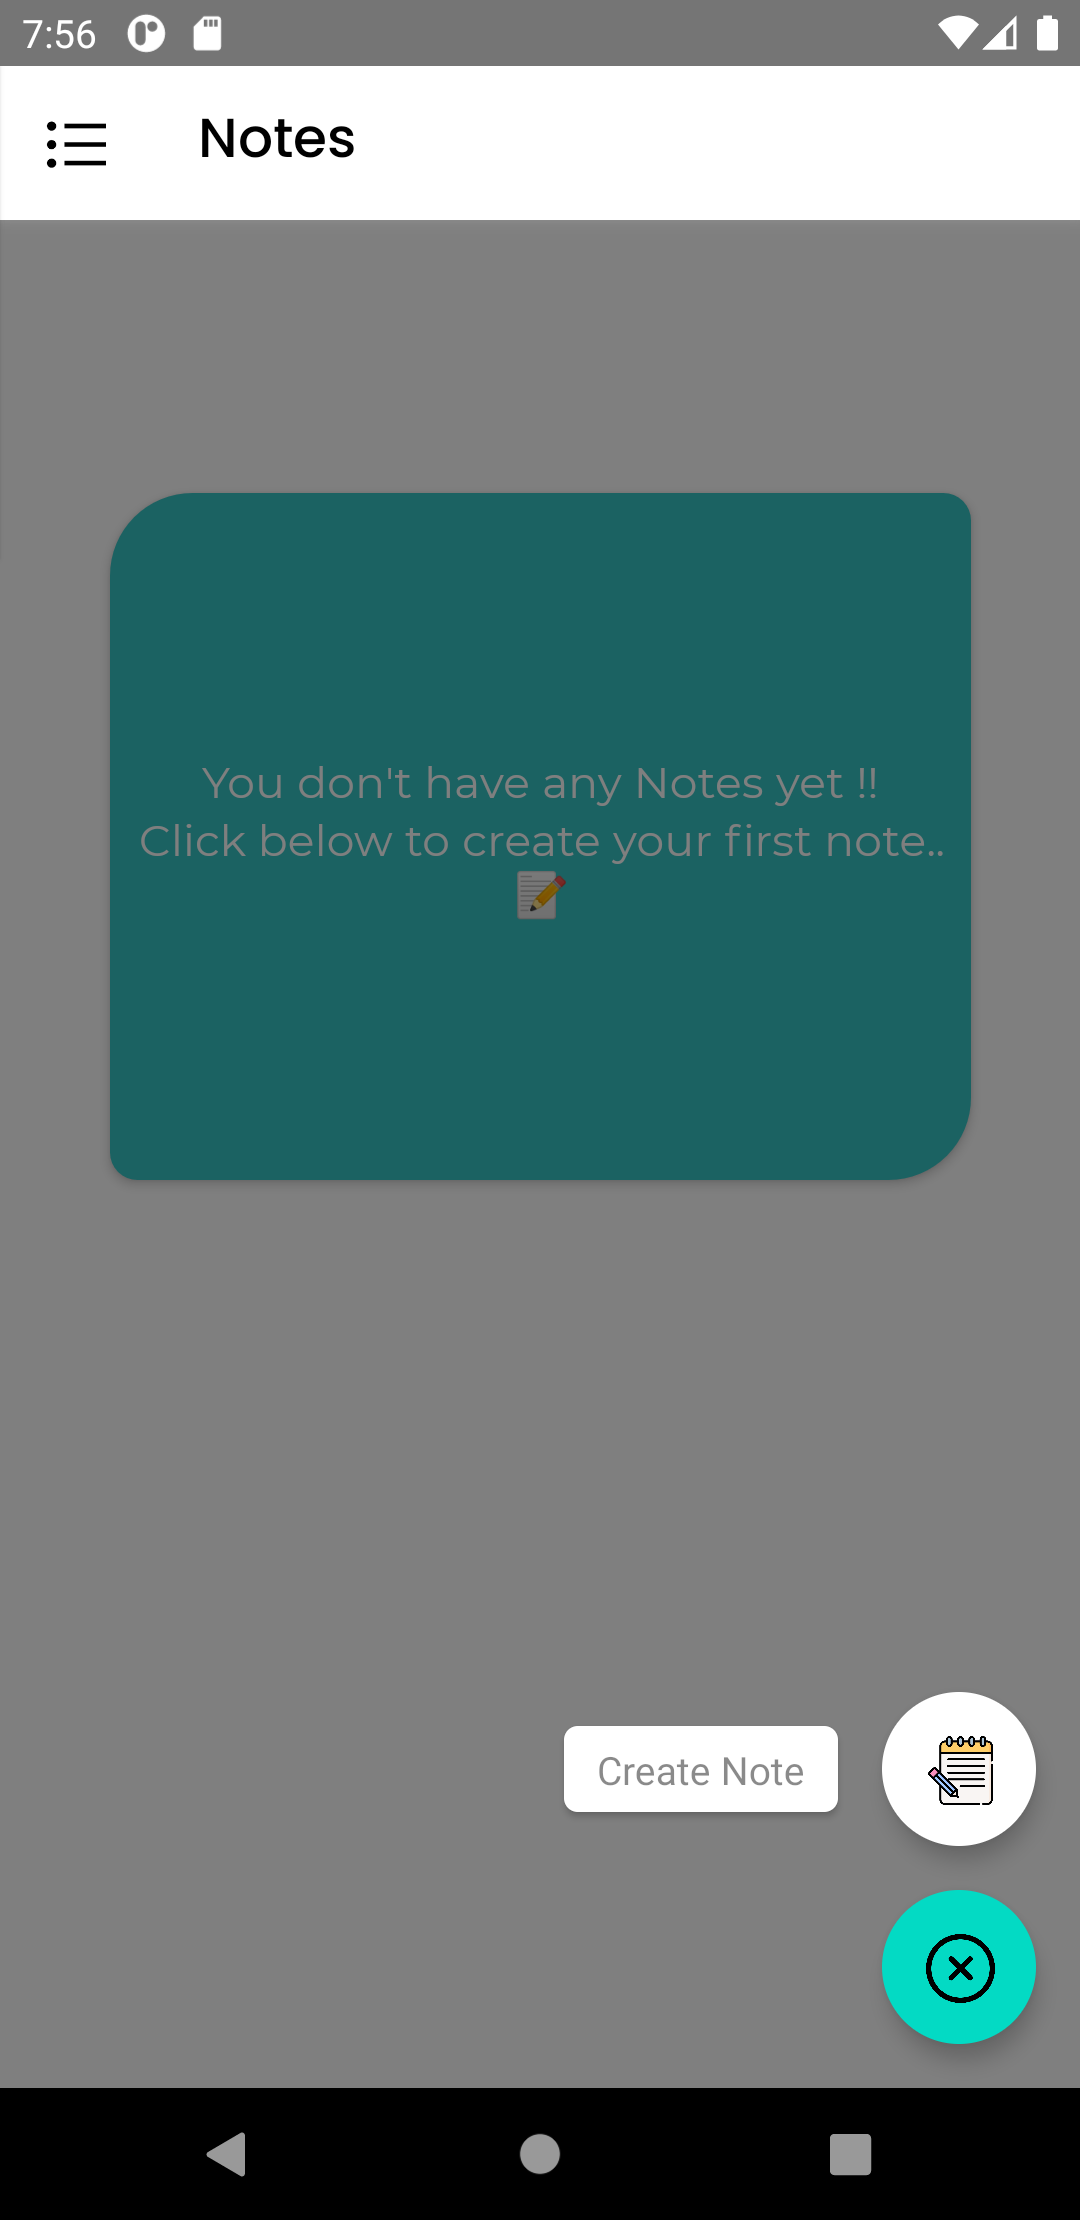 7:56
Notes
You don't have any Notes yet !!
Click below to create your first note..
📝
Create Note